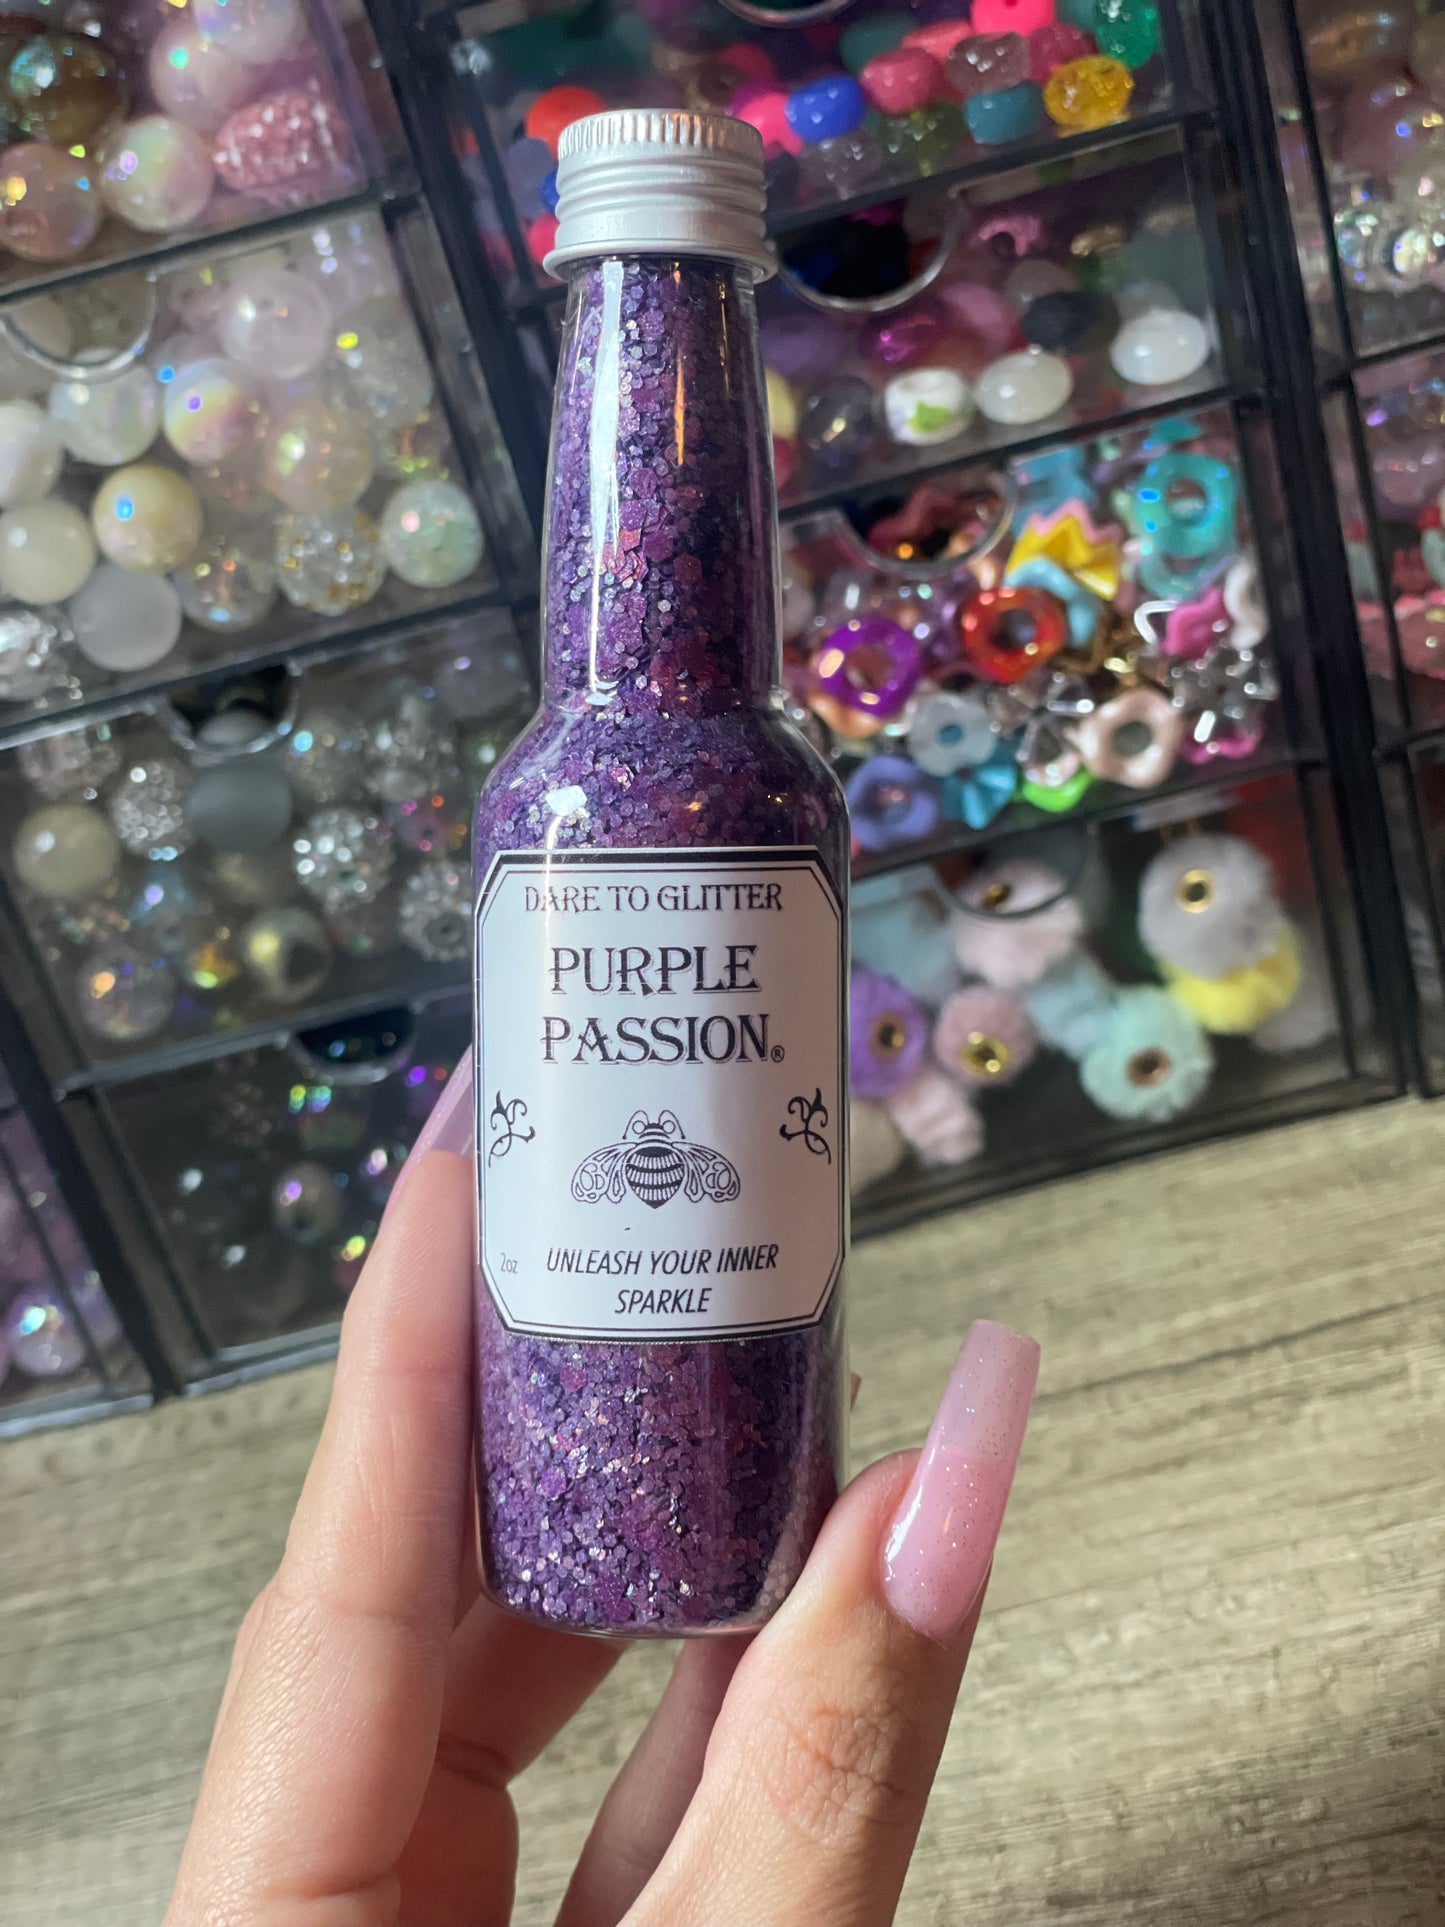 DARE TO GLITTER
PURPLE
PASSION®
2oz UNLEASH YOUR INNER
SPARKLE